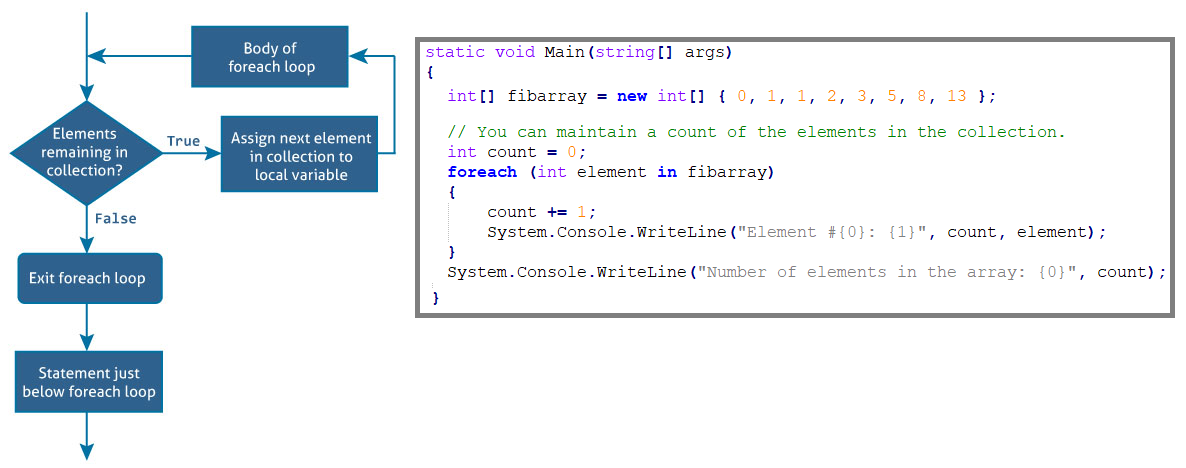 Body of
foreach loop
Elements
remaining in
collection?
True
Assign next element
in collection to
local variable
False
Exit foreach loop
Statement just
below foreach loop
static void Main(string[] args)
{
int[] fibarray = new int[] { 0, 1, 1, 2, 3, 5, 8, 13 };
// You can maintain a count of the elements in the collection.
int count = 0;
foreach (int element in fibarray)
{
count += 1;
System.Console.WriteLine("Element #{0}: {1}", count, element);
}
System.Console.WriteLine("Number of elements in the array: {0}", count);
}